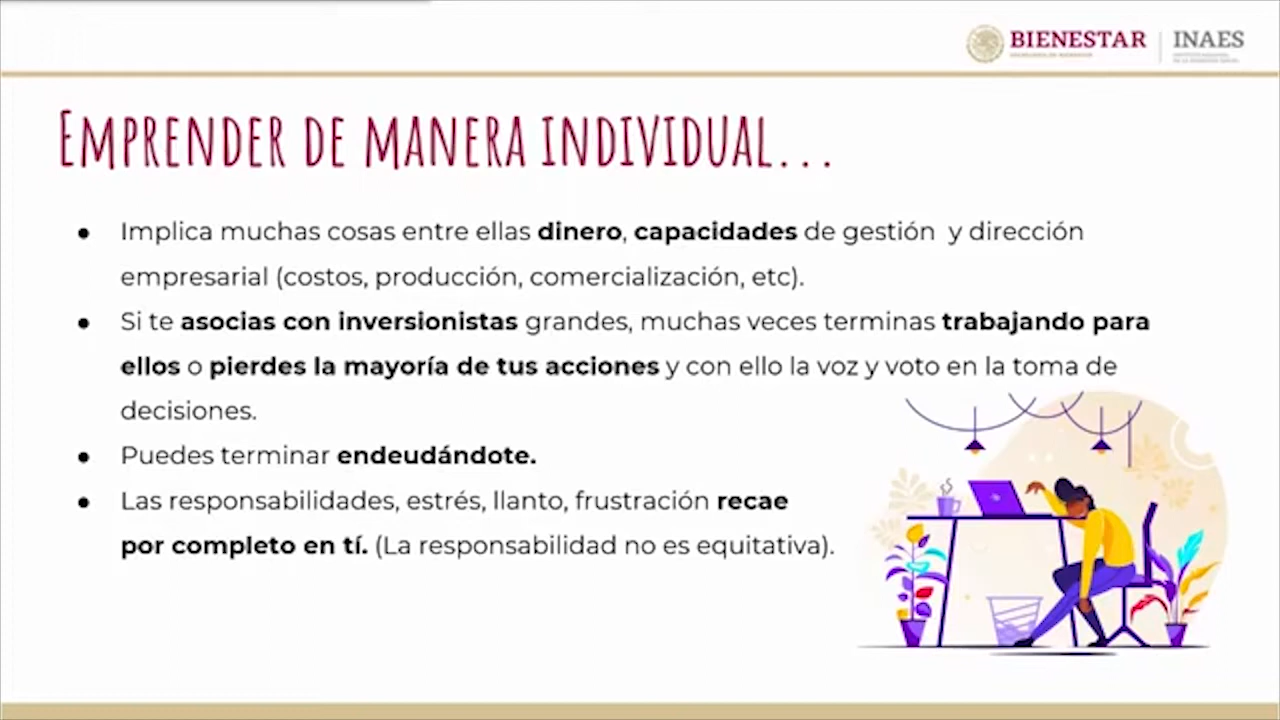 BIENESTAR
INAES
EMPRENDER DE MANERA INDIVIDUAL...
● Implica muchas cosas entre ellas dinero, capacidades de gestión y dirección
empresarial (costos, producción, comercialización, etc).
● Si te asocias con inversionistas grandes, muchas veces terminas trabajando para
ellos o pierdes la mayoría de tus acciones y con ello la voz y voto en la toma de
decisiones.
● Puedes terminar endeudándote.
● Las responsabilidades, estrés, llanto, frustración recae
por completo en tí. (La responsabilidad no es equitativa).